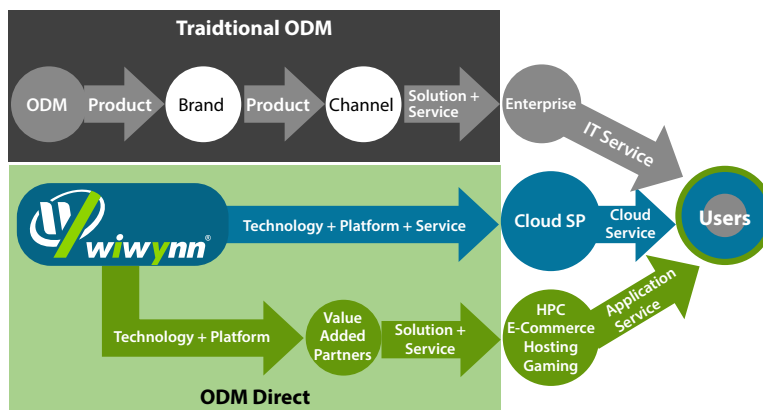 Traidtional ODM
ODM
Product
Brand
Product
Channel
Solution +
Service
Enterprise
IT Service
wiwynn®
Technology + Platform + Service
Cloud SP
Cloud
Service
Users
Technology + Platform
Value
Added
Partners
Solution +
Service
HPC
E-Commerce
Hosting
Gaming
Application
Service
ODM Direct